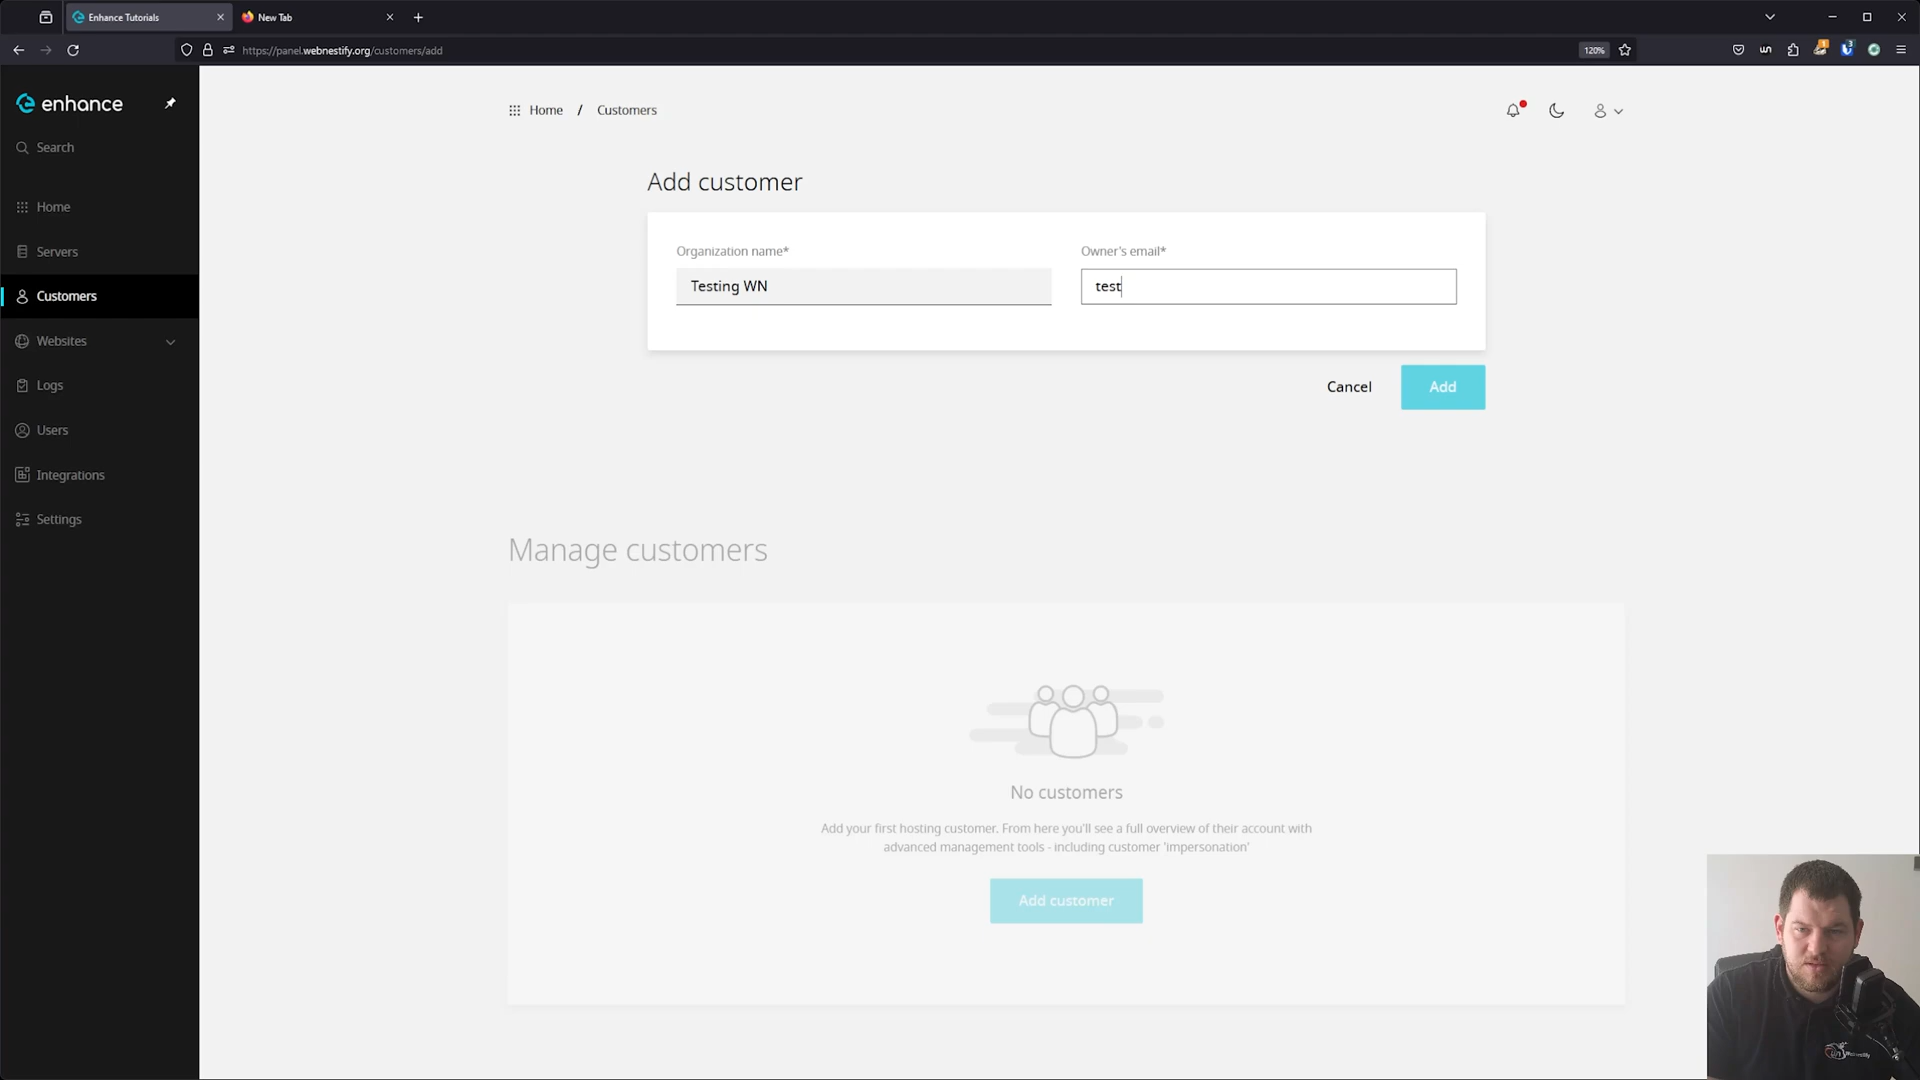 Enhance Tutorials
New Tab
https://panel.webnestify.org/customers/add
120%
enhance
Search
Home
Servers
Customers
Websites
Logs
Users
Integrations
Settings
Home / Customers
Add customer
Organization name*
Owner's email*
Testing WN
test
Cancel
Add
Manage customers
No customers
Add your first hosting customer. From here you'll see a full overview of their account with
advanced management tools - including customer 'impersonation'
Add customer